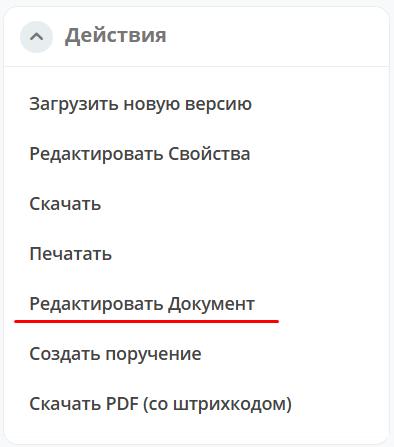 Действия
Загрузить новую версию
Редактировать Свойства
Скачать
Печатать
Редактировать Документ
Создать поручение
Скачать PDF (со штрихкодом)